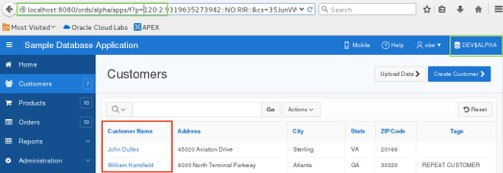 localhost:8080/ords/alpha/apps/f?p=120:2:9319635273942::NO:RIR::&cs=35JunVV
Search
Most Visited
Oracle Cloud Labs
APEX
Sample Database Application
Mobile
Help
obe
DEV$ALPHA
Home
Customers 7
Products 10
Orders 10
Reports
Administration
Customers
Upload Data
Create Customer
Go
Actions
Reset
Customer Name Address City State ZIP Code Tags
John Dulles 45020 Aviation Drive Sterling VA 20166
William Hartsfield 6000 North Terminal Parkway Atlanta GA 30320 REPEAT CUSTOMER